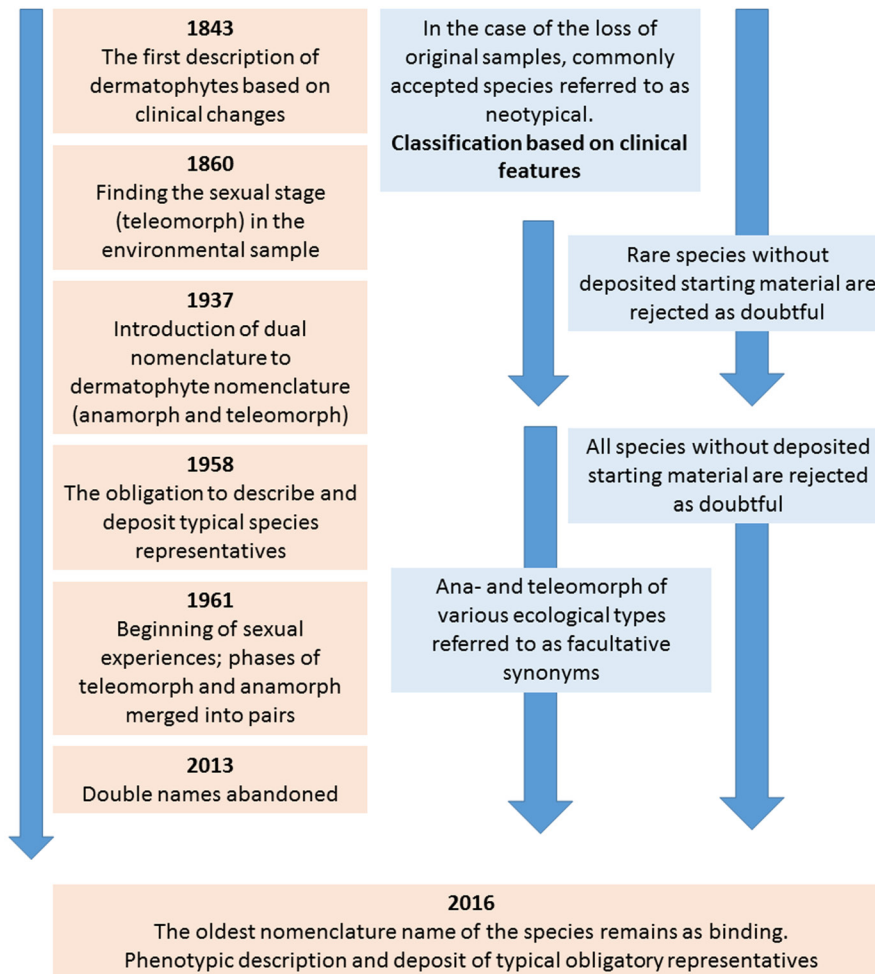 1843
The first description of
dermatophytes based on
clinical changes
1860
Finding the sexual stage
(teleomorph) in the
environmental sample
1937
Introduction of dual
nomenclature to
dermatophyte nomenclature
(anamorph and teleomorph)
1958
The obligation to describe and
deposit typical species
representatives
1961
Beginning of sexual
experiences; phases of
teleomorph and anamorph
merged into pairs
2013
Double names abandoned
In the case of the loss of
original samples, commonly
accepted species referred to as
neotypical.
Classification based on clinical
features
Rare species without
deposited starting material are
rejected as doubtful
All species without deposited
starting material are rejected
as doubtful
Ana- and teleomorph of
various ecological types
referred to as facultative
synonyms
2016
The oldest nomenclature name of the species remains as binding.
Phenotypic description and deposit of typical obligatory representatives